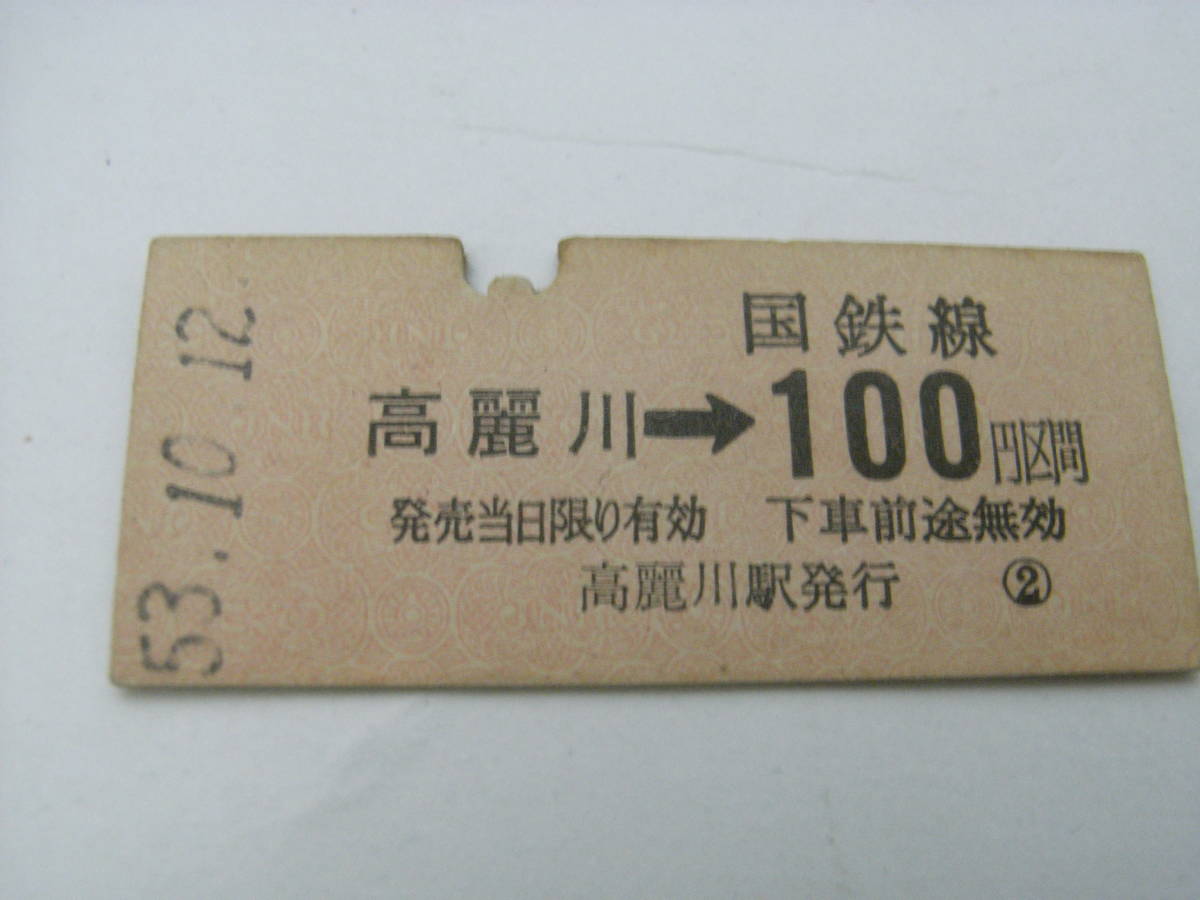 53.10.12.
国鉄線
高麗川→100円区間
発売当日限り有効 下車前途無効
高麗川駅発行 ②